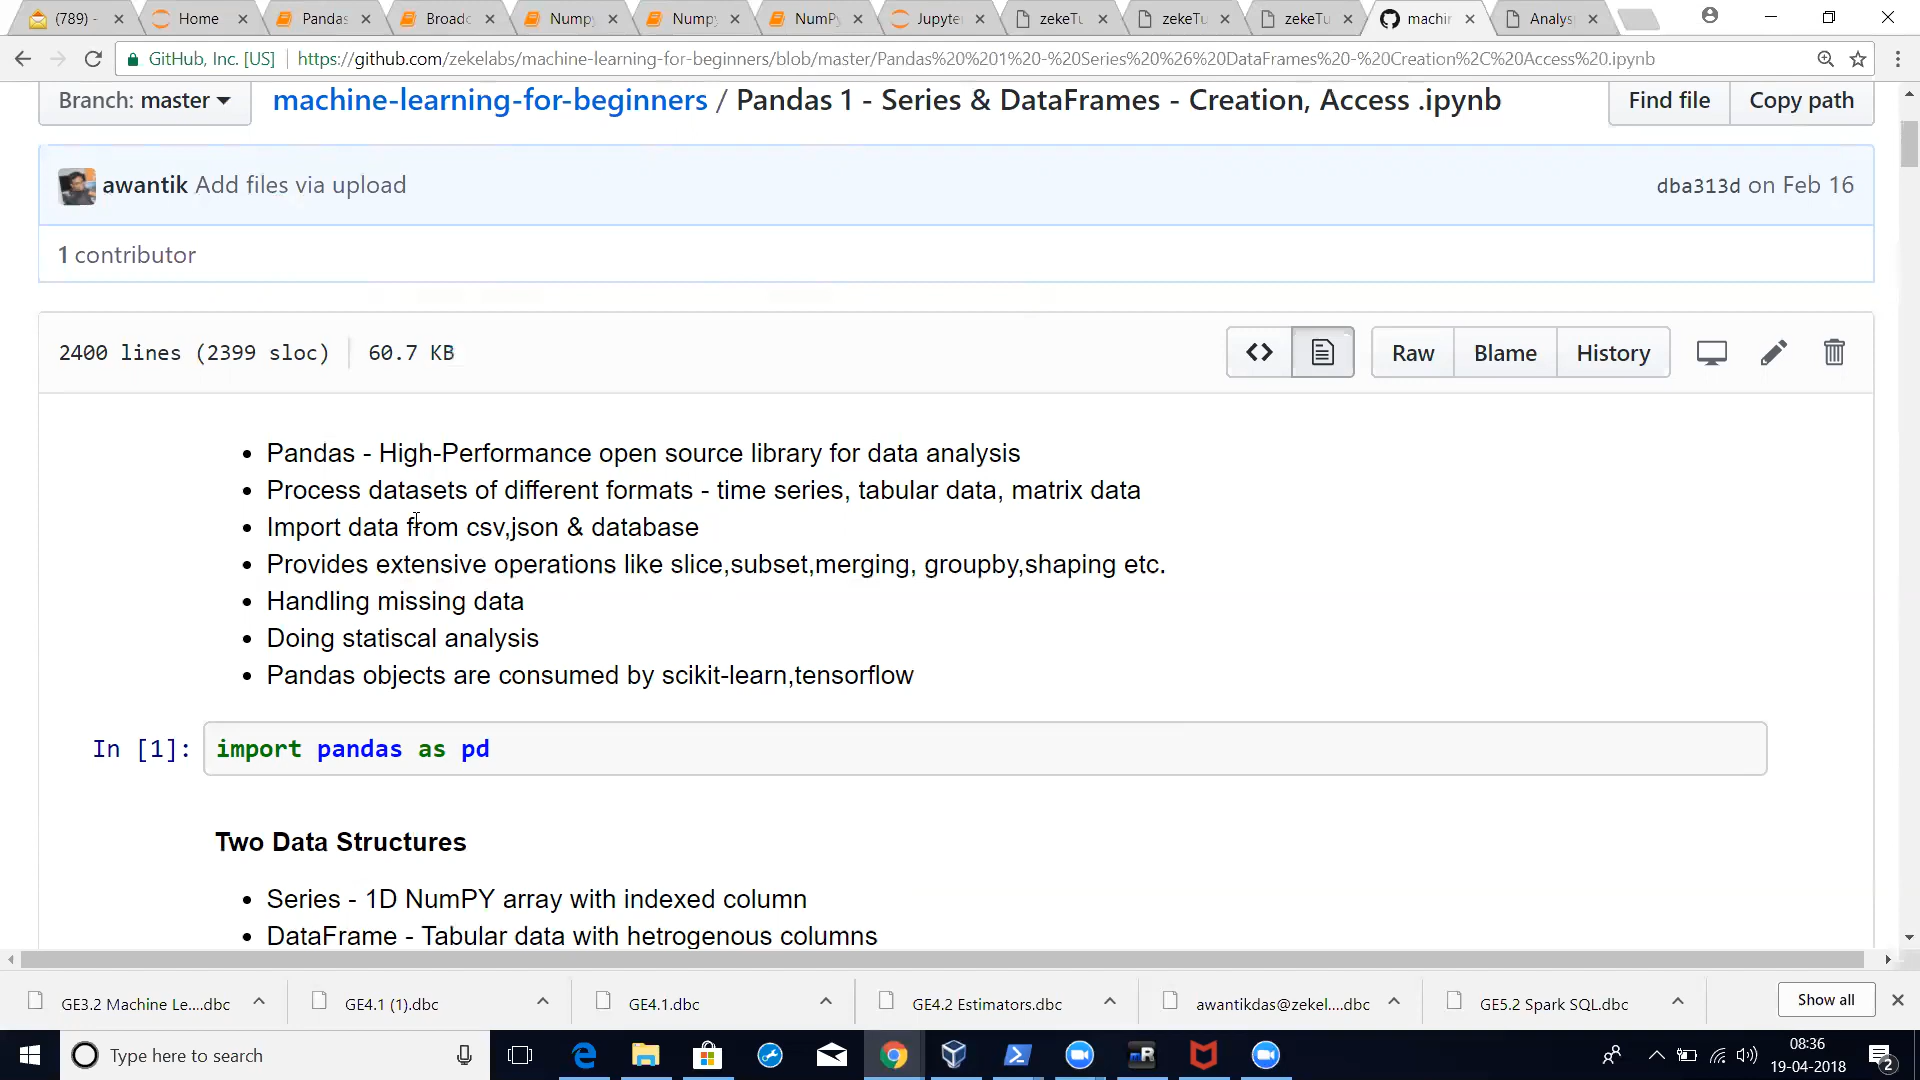 (789) -
Home
Pandas
Broadc
Numpy
Numpy
NumPy
Jupyte
zekeTu
zekeTu
zekeTu
machin
Analys
GitHub, Inc. [US]
https://github.com/zekelabs/machine-learning-for-beginners/blob/master/Pandas%20%201%20-%20Series%20%26%20DataFrames%20-%20Creation%2C%20Access%20.ipynb
Branch: master
machine-learning-for-beginners / Pandas 1 - Series & DataFrames - Creation, Access .ipynb
Find file
Copy path
awantik Add files via upload
dba313d on Feb 16
1 contributor
2400 lines (2399 sloc)
60.7 KB
Raw
Blame
History
• Pandas - High-Performance open source library for data analysis
• Process datasets of different formats - time series, tabular data, matrix data
• Import data from csv,json & database
• Provides extensive operations like slice,subset,merging, groupby,shaping etc.
• Handling missing data
• Doing statiscal analysis
• Pandas objects are consumed by scikit-learn,tensorflow
In [1]: import pandas as pd
Two Data Structures
• Series - 1D NumPY array with indexed column
• DataFrame - Tabular data with hetrogenous columns
GE3.2 Machine Le....dbc
GE4.1 (1).dbc
GE4.1.dbc
GE4.2 Estimators.dbc
awantikdas@zekel....dbc
GE5.2 Spark SQL.dbc
Show all
Type here to search
08:36
19-04-2018
2